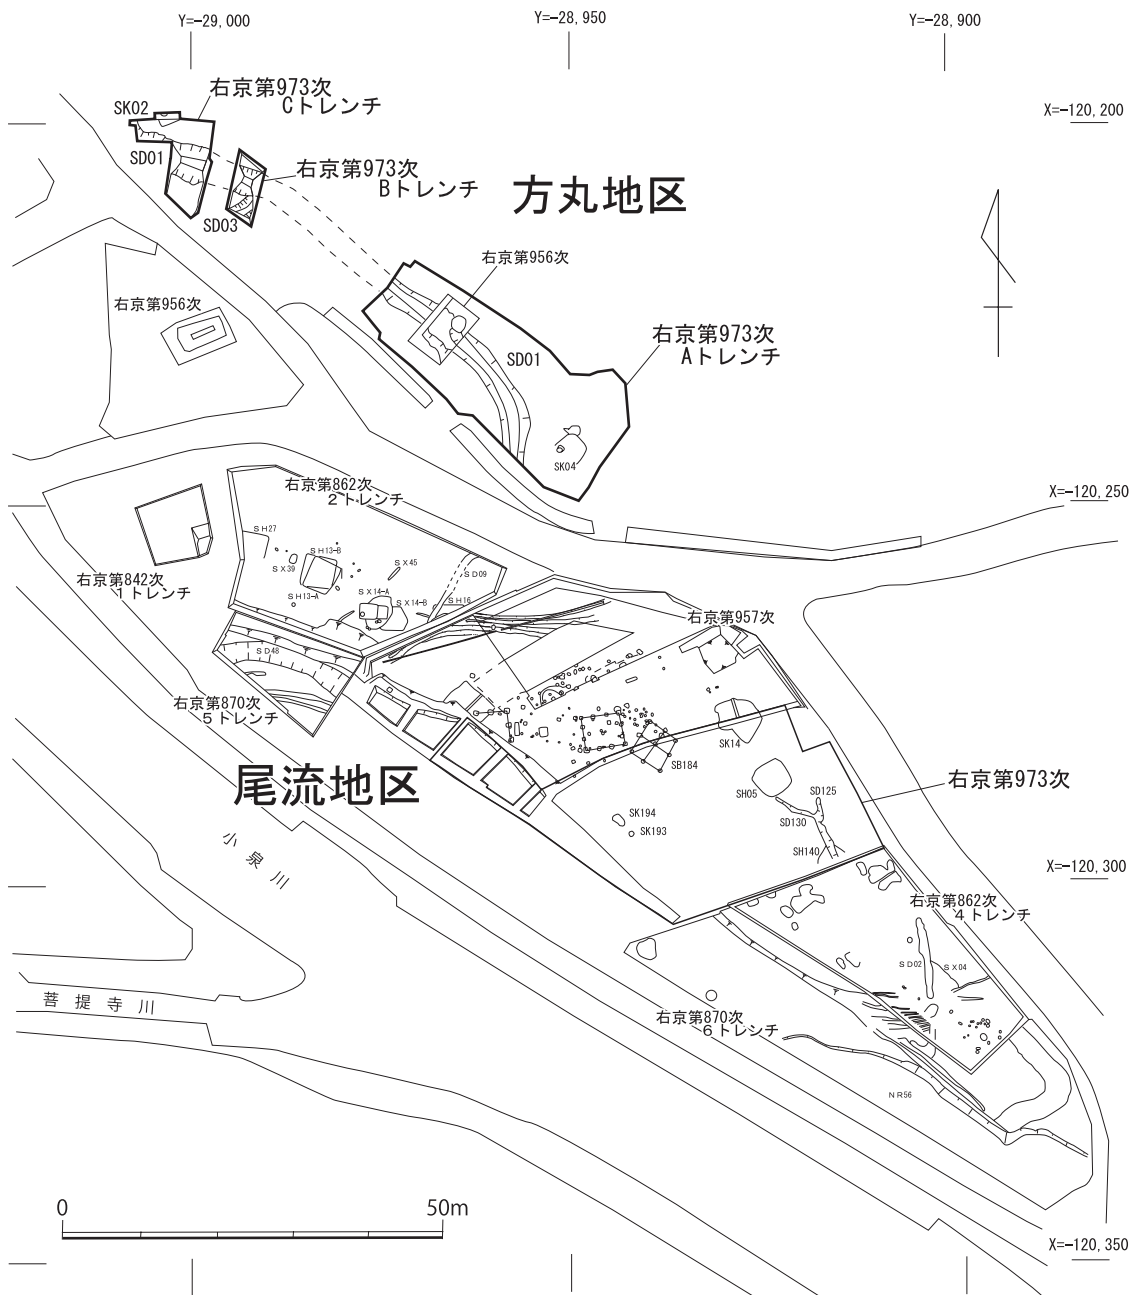 Y=-29,000
Y=-28,950
Y=-28,900
X=-120,200
右京第973次
Cトレンチ
SK02
SD01
右京第973次
Bトレンチ
SD03
方丸地区
右京第956次
右京第956次
SD01
右京第973次
Aトレンチ
SK04
X=-120,250
右京第862次
2トレンチ
SH27
SH13-B
SX39
SX45
SD09
SH13-A
SX14-A
SX14-B
SH16
右京第842次
1トレンチ
右京第957次
SD48
右京第870次
5トレンチ
SK14
SB184
尾流地区
右京第973次
SH05
SD125
SK194
SD130
SK193
SH140
小泉川
X=-120,300
右京第862次
4トレンチ
SD02
SX04
菩提寺川
右京第870次
6トレンチ
NR56
0
50m
X=-120,350